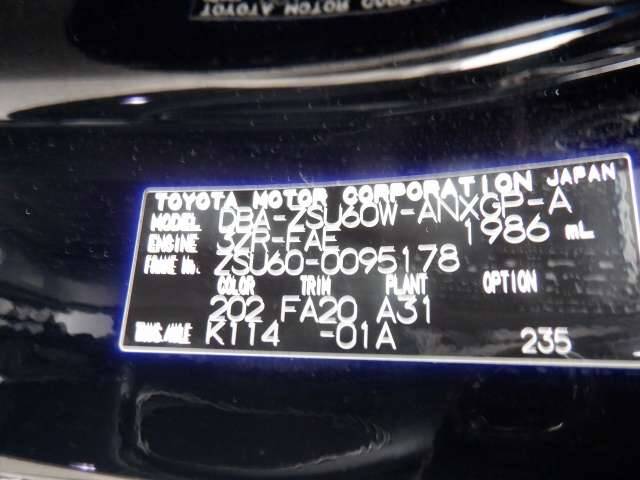 TOYOTA MOTOR CORPORATION JAPAN
MODEL DBA-ZSU60W-ANXGP-A
ENGINE 3ZR-FAE 1986 mL
FRAME No. ZSU60-0095178
COLOR TRIM PLANT OPTION
202 FA20 A31
TRANS./AXLE K114 -01A 235